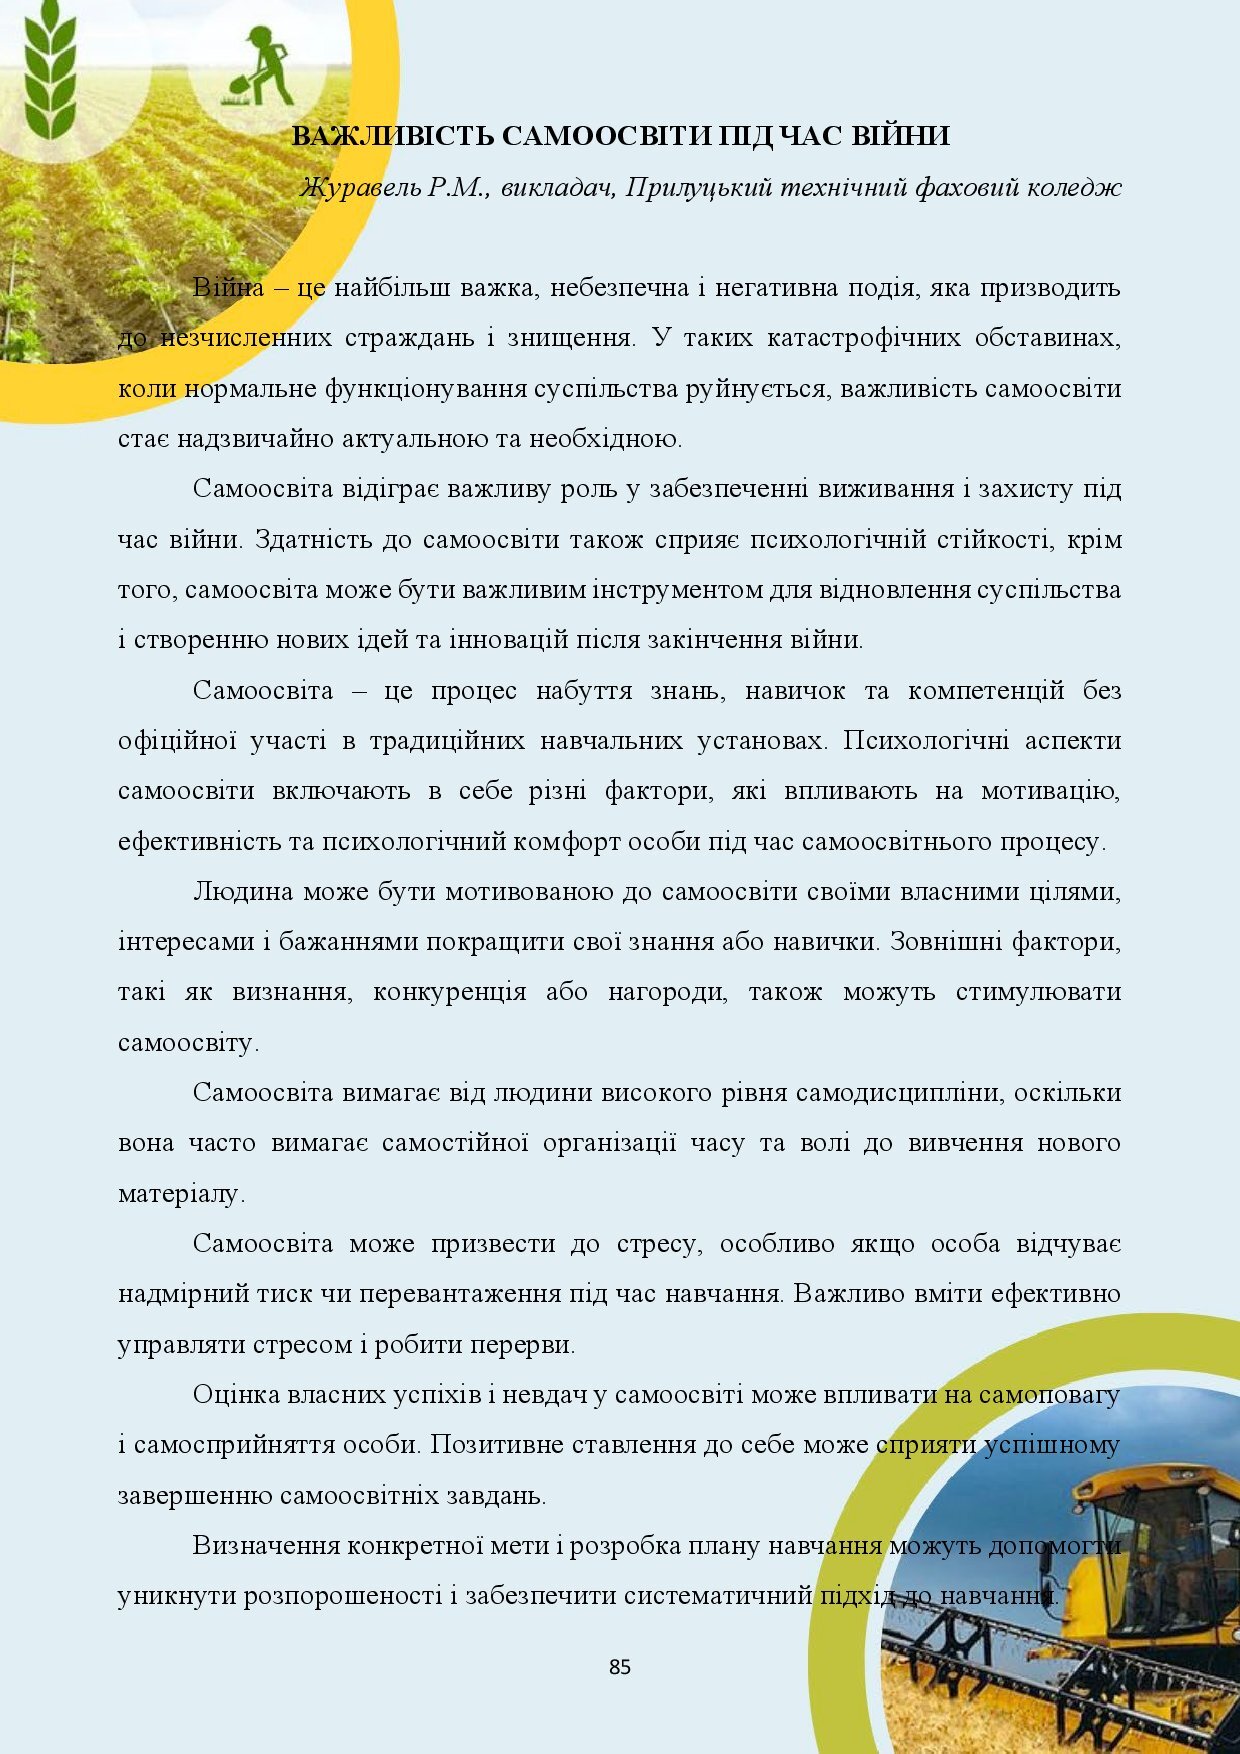 ВАЖЛИВІСТЬ САМООСВІТИ ПІД ЧАС ВІЙНИ
Журавель Р.М., викладач, Прилуцький технічний фаховий коледж
Війна – це найбільш важка, небезпечна і негативна подія, яка призводить
до незчисленних страждань і знищення. У таких катастрофічних обставинах,
коли нормальне функціонування суспільства руйнується, важливість самоосвіти
стає надзвичайно актуальною та необхідною.
Самоосвіта відіграє важливу роль у забезпеченні виживання і захисту під
час війни. Здатність до самоосвіти також сприяє психологічній стійкості, крім
того, самоосвіта може бути важливим інструментом для відновлення суспільства
і створенню нових ідей та інновацій після закінчення війни.
Самоосвіта – це процес набуття знань, навичок та компетенцій без
офіційної участі в традиційних навчальних установах. Психологічні аспекти
самоосвіти включають в себе різні фактори, які впливають на мотивацію,
ефективність та психологічний комфорт особи під час самоосвітнього процесу.
Людина може бути мотивованою до самоосвіти своїми власними цілями,
інтересами і бажаннями покращити свої знання або навички. Зовнішні фактори,
такі як визнання, конкуренція або нагороди, також можуть стимулювати
самоосвіту.
Самоосвіта вимагає від людини високого рівня самодисципліни, оскільки
вона часто вимагає самостійної організації часу та волі до вивчення нового
матеріалу.
Самоосвіта може призвести до стресу, особливо якщо особа відчуває
надмірний тиск чи перевантаження під час навчання. Важливо вміти ефективно
управляти стресом і робити перерви.
Оцінка власних успіхів і невдач у самоосвіті може впливати на самоповагу
і самосприйняття особи. Позитивне ставлення до себе може сприяти успішному
завершенню самоосвітніх завдань.
Визначення конкретної мети і розробка плану навчання можуть допомогти
уникнути розпорошеності і забезпечити систематичний підхід до навчання.
85